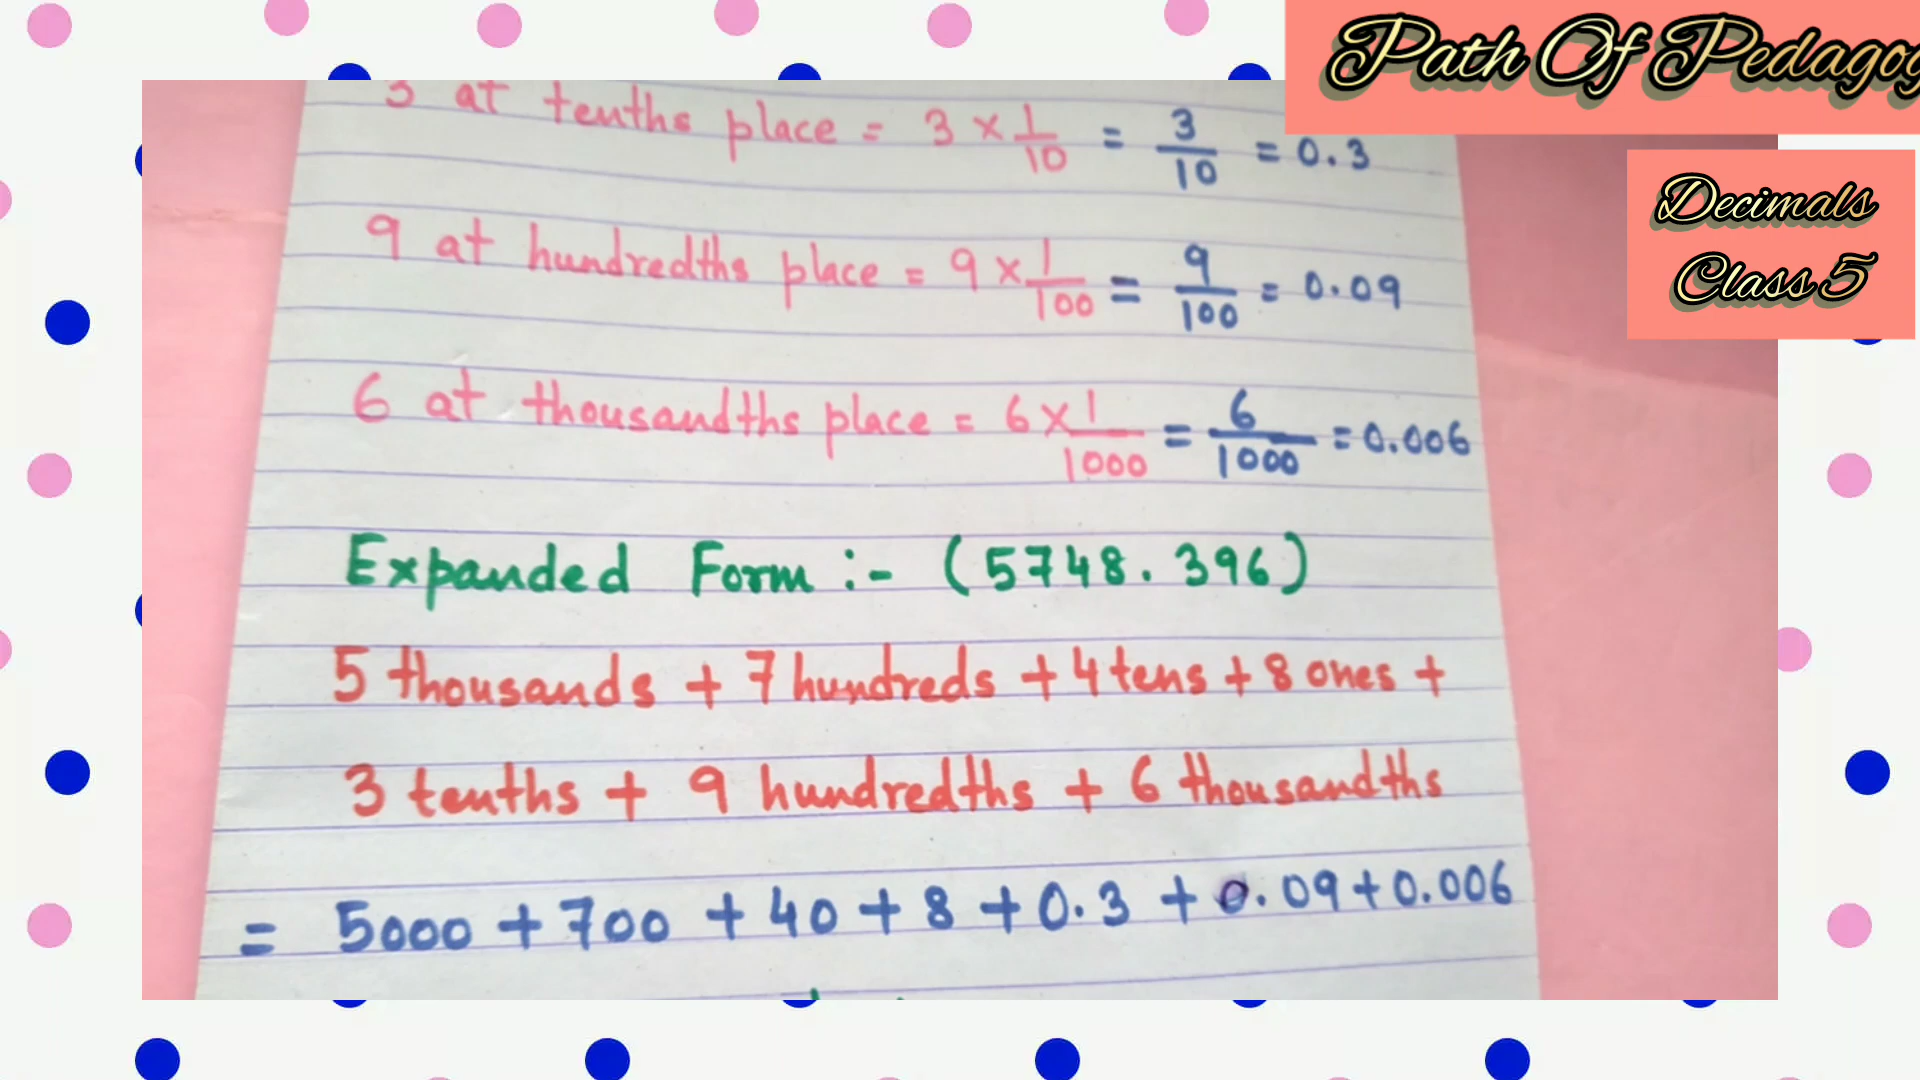 Path Of Pedagog
Decimals
Class 5
3 at tenths place = 3 × 1/10 = 3/10 = 0.3
9 at hundredths place = 9 × 1/100 = 9/100 = 0.09
6 at thousandths place = 6 × 1/1000 = 6/1000 = 0.006
Expanded Form :- (5748.396)
5 thousands + 7 hundreds + 4 tens + 8 ones +
3 tenths + 9 hundredths + 6 thousandths
= 5000 + 700 + 40 + 8 + 0.3 + 0.09 + 0.006